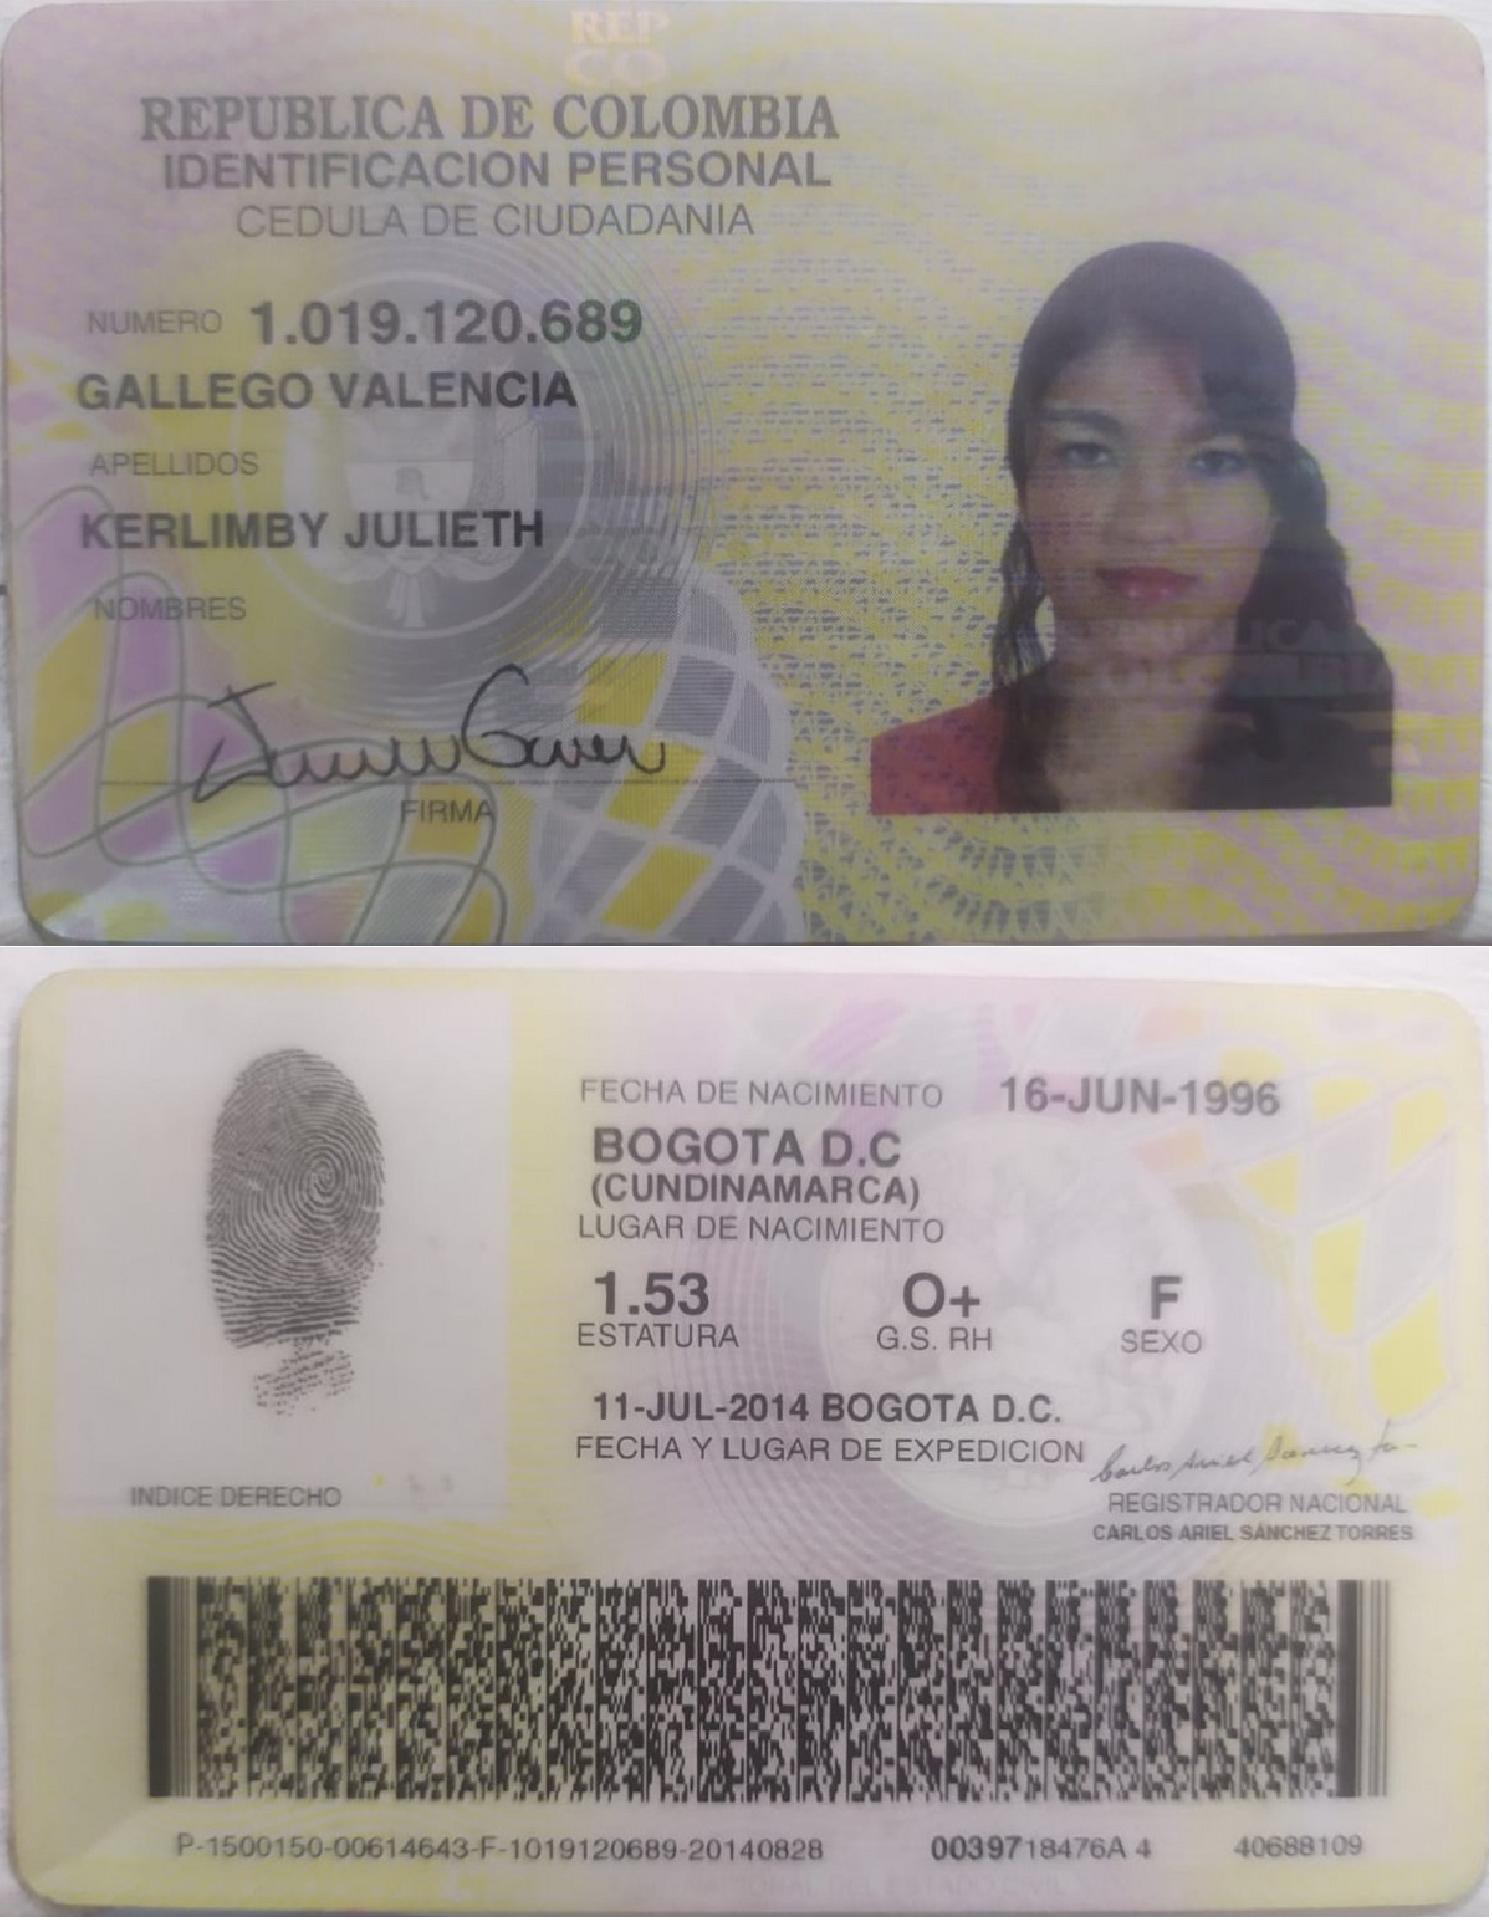 REP
CO
REPUBLICA DE COLOMBIA
IDENTIFICACION PERSONAL
CEDULA DE CIUDADANIA
NUMERO 1.019.120.689
GALLEGO VALENCIA
APELLIDOS
KERLIMBY JULIETH
NOMBRES
FIRMA
FECHA DE NACIMIENTO 16-JUN-1996
BOGOTA D.C
(CUNDINAMARCA)
LUGAR DE NACIMIENTO
1.53 O+ F
ESTATURA G.S. RH SEXO
11-JUL-2014 BOGOTA D.C.
FECHA Y LUGAR DE EXPEDICION
INDICE DERECHO
REGISTRADOR NACIONAL
CARLOS ARIEL SÁNCHEZ TORRES
P-1500150-00614643-F-1019120689-20140828 0039718476A 4 40688109